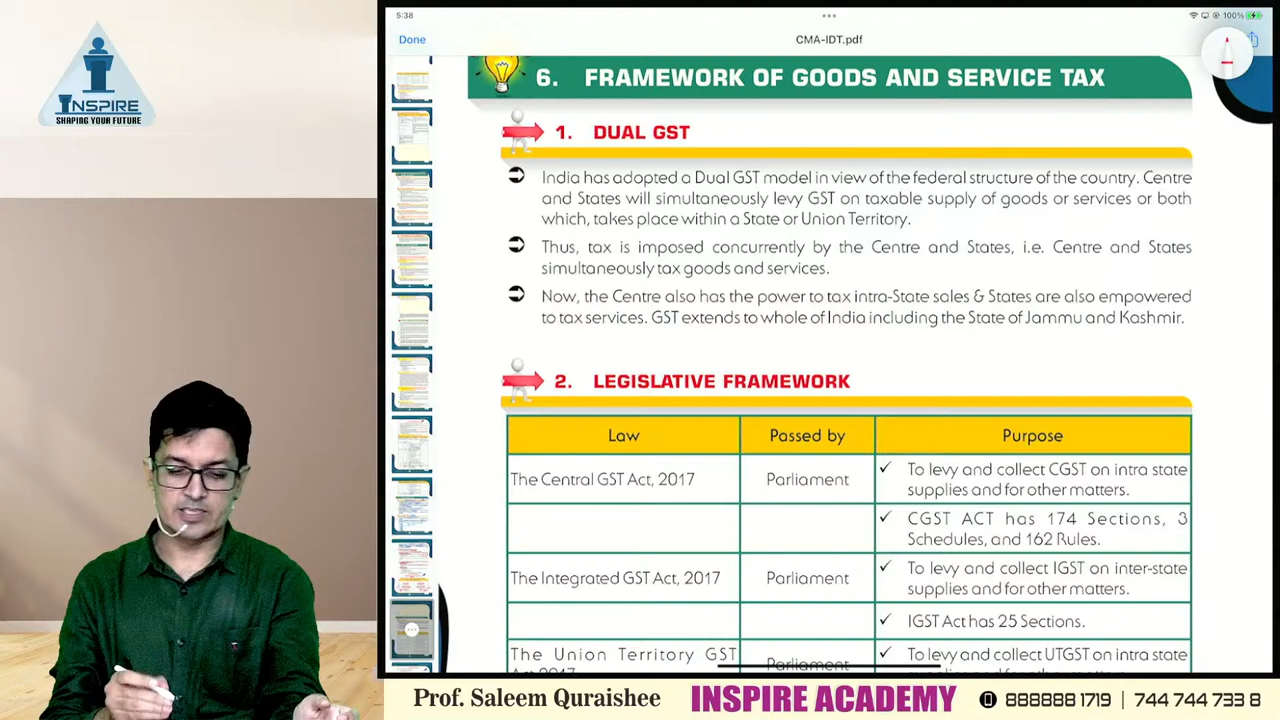 5:38
100%
Done
CMA-IDT.pdf
INSPIRE
SHAPING YOUR FUTURE
6. FRAMEWORK OF GOODS AND SERVICE TAX
1. DUAL GST
India has adopted Dual GST model in view of the federal structure of the country. Centre
and States will simultaneously levy GST on taxable supply of goods or services or both
which takes place within a State or Union Territory.
Thus, tax is imposed concurrently by the Centre and States, i.e. Centre and States
simultaneously tax goods and services.
Now, the Centre also has the power to tax intra-State sales & States are also empowered
to tax services. GST extends to whole of India including the State of Jammu and Kashmir.
2. LEGISLATIVE FRAMEWORK
Law Passed by Purpose
The Central GST Act, 2017 Parliament ✓ To levy and collect CGST on intra state
supplies and other matters.
✓ The CGST ACT has 174 Sections, 3
Schedules, and 162 Rules.
The Integrated GST Act, 2017 Parliament ✓ To levy and collect IGST on inter-state
supplies and other matters.
✓ IGST Act has 25 Sections.
The Union Territory GST Parliament ✓ To levy and collect UTGST on intra state
Prof. Saleem Quraishee INSPIRE ACADEMY 888888 1719 | 744 744 733 8